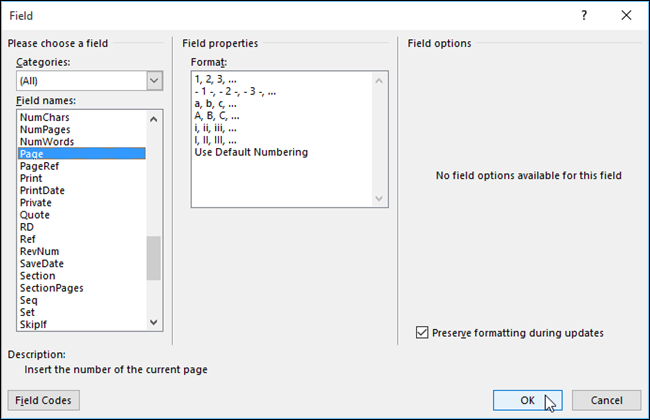 Field
?
Please choose a field
Categories:
(All)
Field names:
NumChars
NumPages
NumWords
Page
PageRef
Print
PrintDate
Private
Quote
RD
Ref
RevNum
SaveDate
Section
SectionPages
Seq
Set
SkipIf
Field properties
Format:
1, 2, 3, ...
- 1 -, - 2 -, - 3 -, ...
a, b, c, ...
A, B, C, ...
i, ii, iii, ...
I, II, III, ...
Use Default Numbering
Field options
No field options available for this field
Preserve formatting during updates
Description:
Insert the number of the current page
Field Codes
OK
Cancel